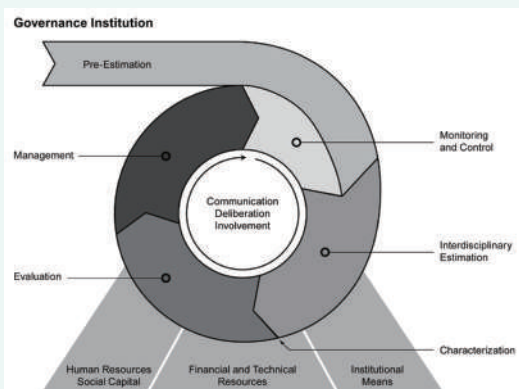 Governance Institution
Pre-Estimation
Monitoring
and Control
Management
Communication
Deliberation
Involvement
Interdisciplinary
Estimation
Evaluation
Characterization
Human Resources
Social Capital
Financial and Technical
Resources
Institutional
Means